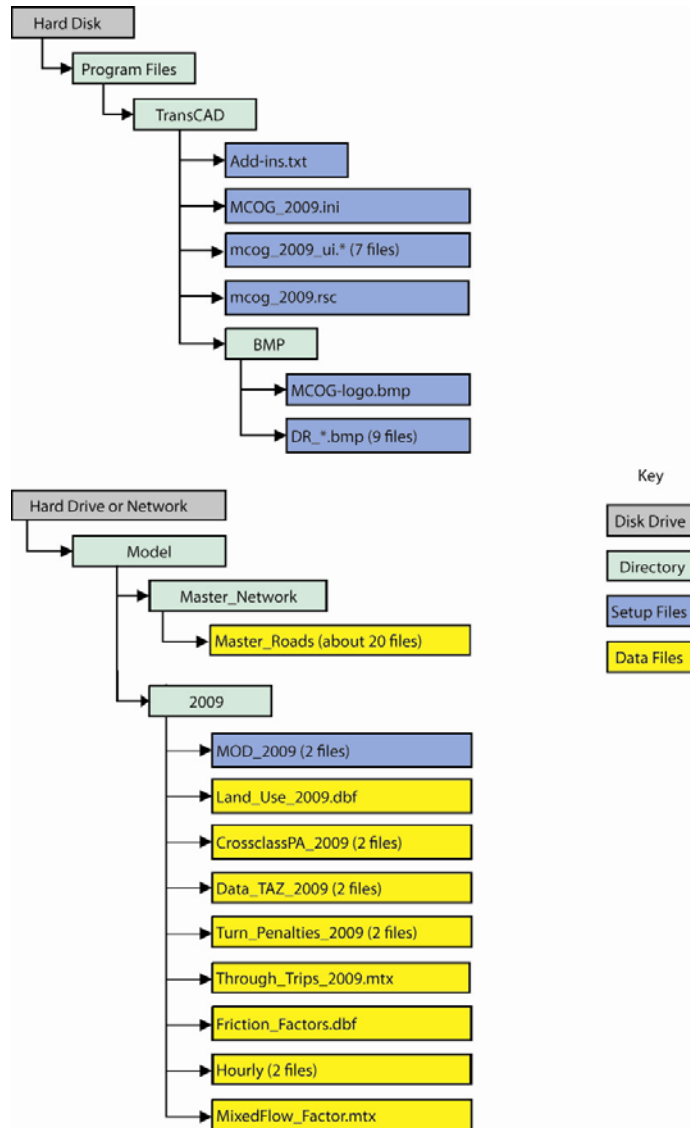 Hard Disk
Program Files
TransCAD
Add-ins.txt
MCOG_2009.ini
mcog_2009_ui.* (7 files)
mcog_2009.rsc
BMP
MCOG-logo.bmp
DR_*.bmp (9 files)
Hard Drive or Network
Model
Master_Network
Master_Roads (about 20 files)
2009
MOD_2009 (2 files)
Land_Use_2009.dbf
CrossclassPA_2009 (2 files)
Data_TAZ_2009 (2 files)
Turn_Penalties_2009 (2 files)
Through_Trips_2009.mtx
Friction_Factors.dbf
Hourly (2 files)
MixedFlow_Factor.mtx
Key
Disk Drive
Directory
Setup Files
Data Files